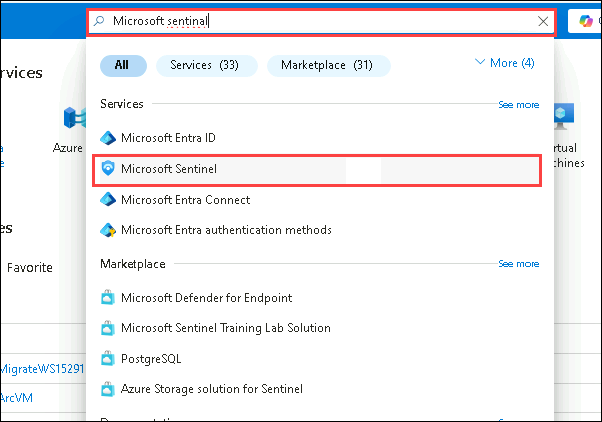 Microsoft sentinal
rvices
All
Services (33)
Marketplace (31)
More (4)
Services
See more
Microsoft Entra ID
Azure
Microsoft Sentinel
Microsoft Entra Connect
Microsoft Entra authentication methods
es
Favorite
Marketplace
See more
Microsoft Defender for Endpoint
Microsoft Sentinel Training Lab Solution
PostgreSQL
MigrateWS15291
Azure Storage solution for Sentinel
ArcVM
See more